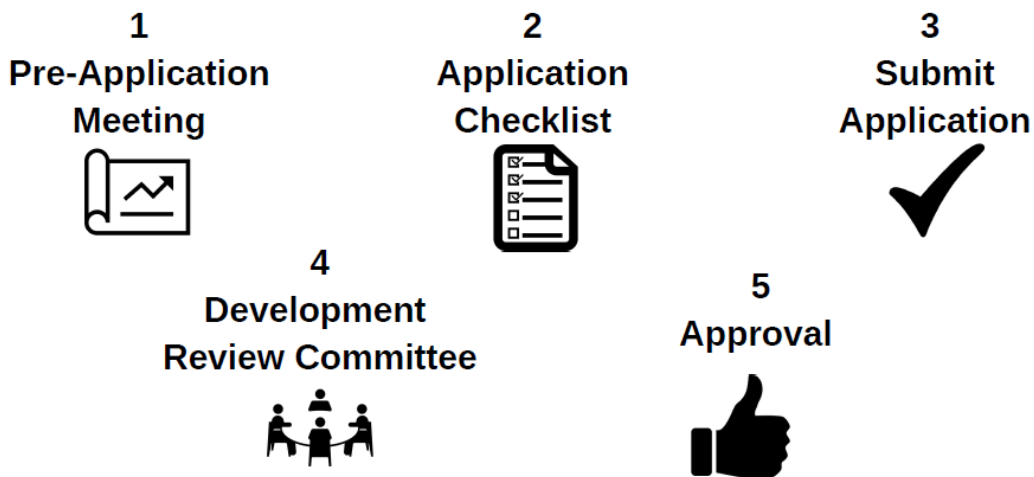 1
Pre-Application
Meeting
2
Application
Checklist
3
Submit
Application
4
Development
Review Committee
5
Approval